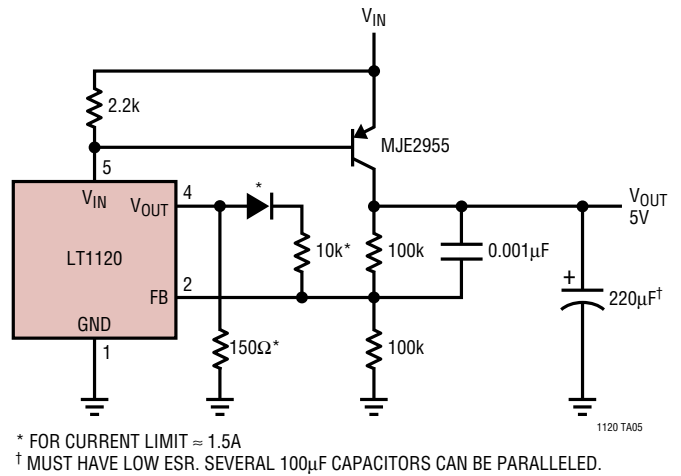 VIN
2.2k
MJE2955
5
VIN
VOUT
4
*
VOUT
5V
LT1120
10k*
100k
0.001µF
FB
2
+
220µF†
GND
1
150Ω*
100k
1120 TA05
* FOR CURRENT LIMIT ≈ 1.5A
† MUST HAVE LOW ESR. SEVERAL 100µF CAPACITORS CAN BE PARALLELED.